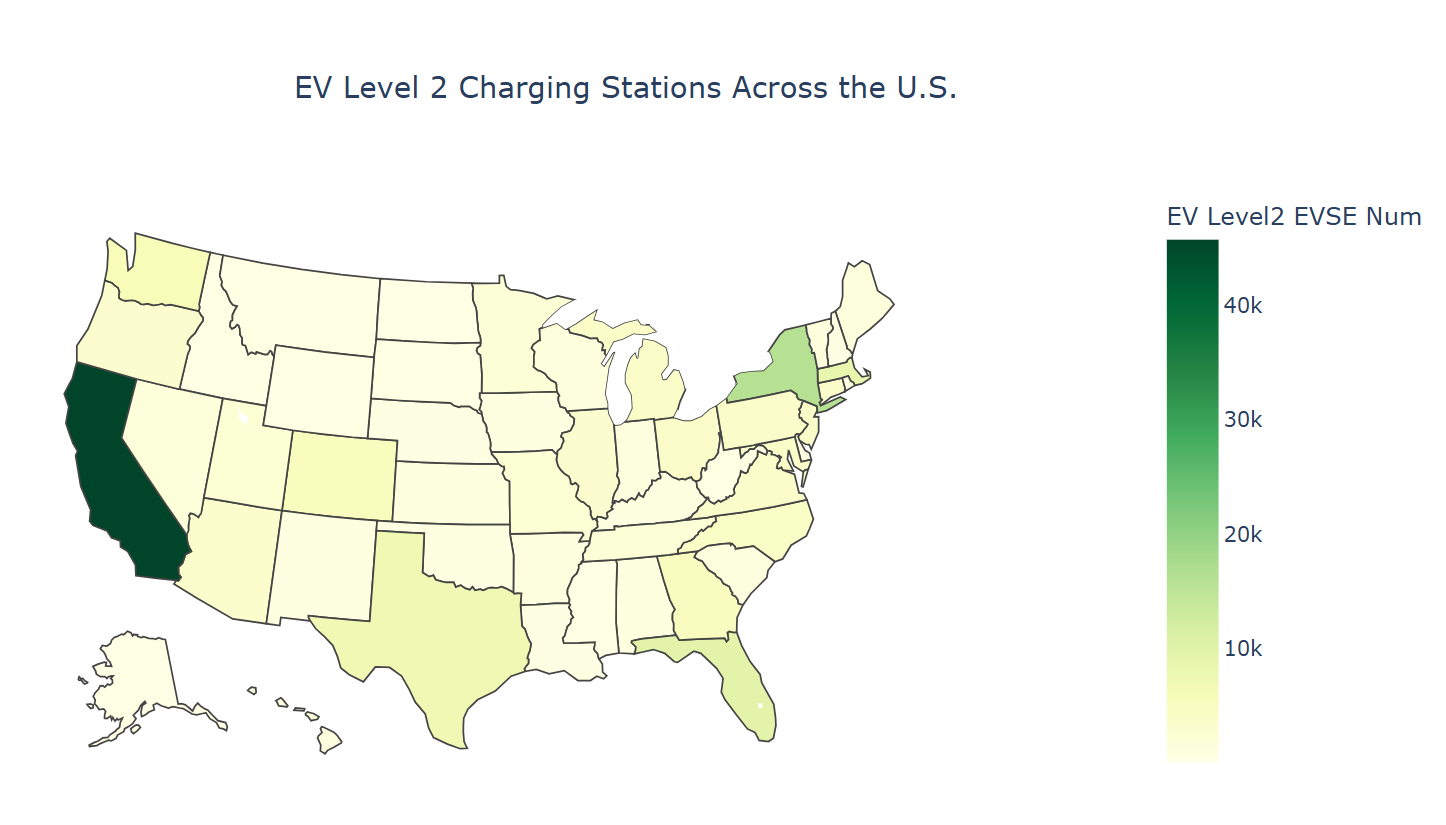 EV Level 2 Charging Stations Across the U.S.
EV Level2 EVSE Num
40k
30k
20k
10k